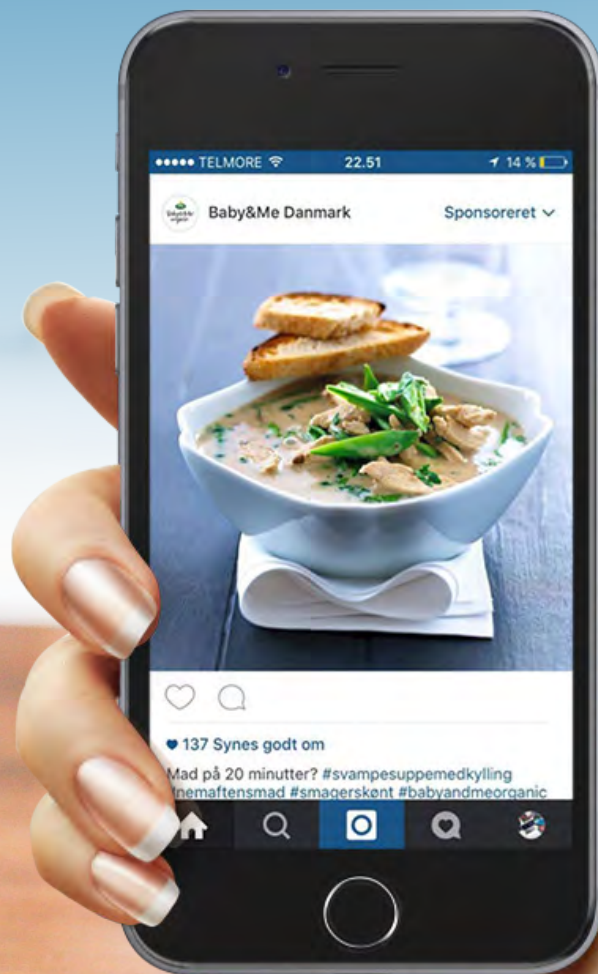 TELMORE 22.51 14 %
Baby&Me Danmark Sponsoreret
137 Synes godt om
Mad på 20 minutter? #svampesuppemedkylling
#nemaftensmad #smagerskønt #babyandmeorganic